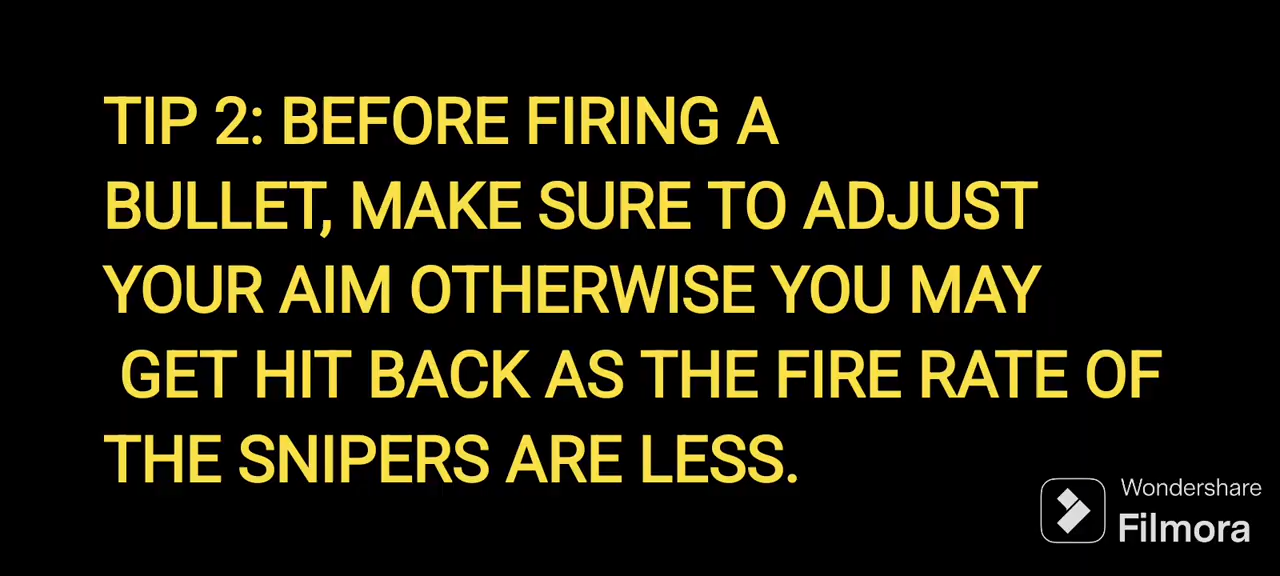 TIP 2: BEFORE FIRING A
BULLET, MAKE SURE TO ADJUST
YOUR AIM OTHERWISE YOU MAY
GET HIT BACK AS THE FIRE RATE OF
THE SNIPERS ARE LESS.
Wondershare
Filmora